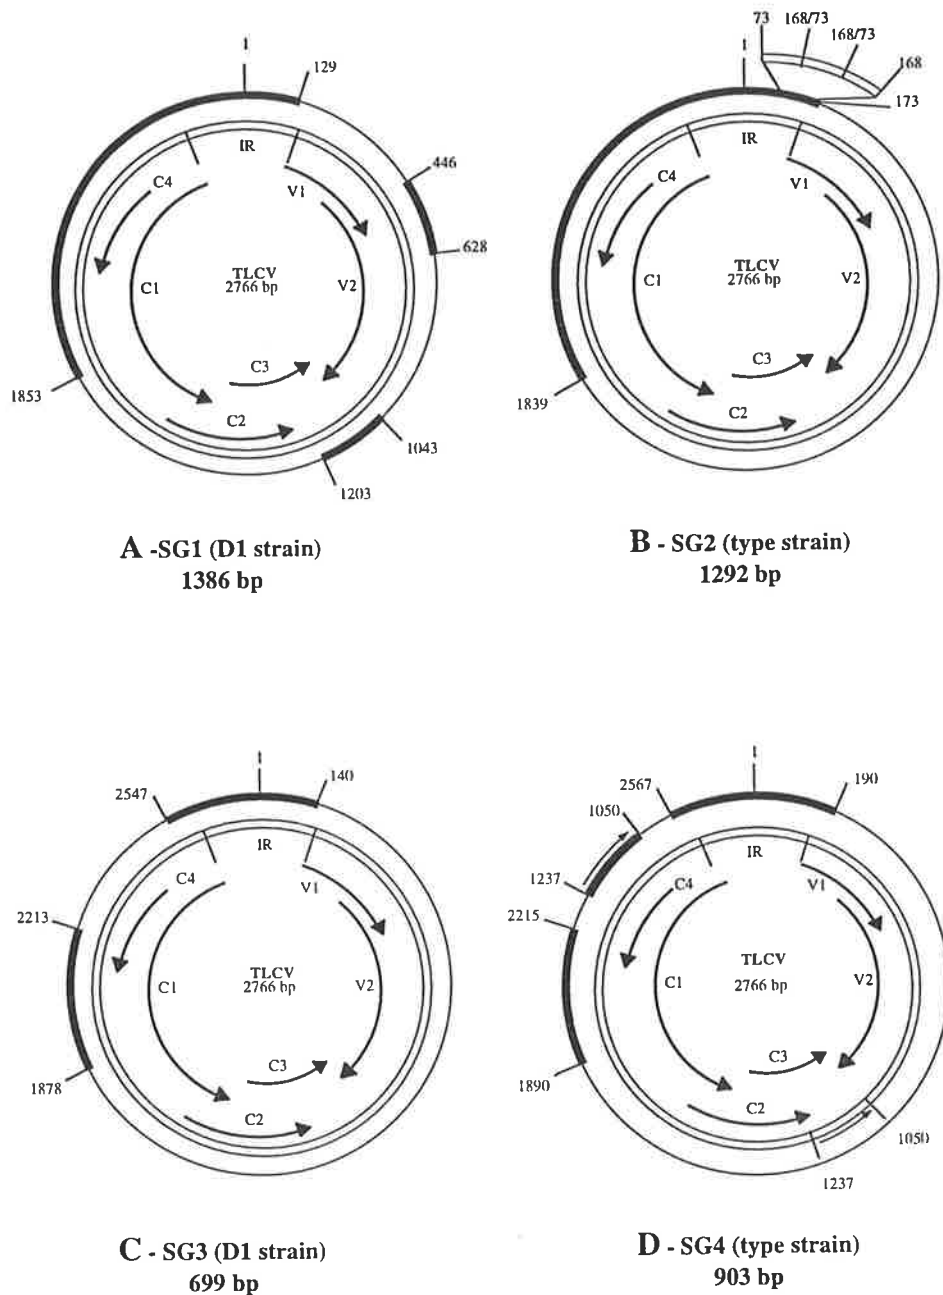 1
129
IR
446
C4
V1
628
TLCV
2766 bp
C1
V2
C3
1853
C2
1043
1203
A -SG1 (D1 strain)
1386 bp
73
168/73
168/73
1
168
173
IR
C4
V1
TLCV
2766 bp
C1
V2
C3
1839
C2
B - SG2 (type strain)
1292 bp
1
2547
140
IR
C4
V1
2213
TLCV
2766 bp
C1
V2
C3
1878
C2
C - SG3 (D1 strain)
699 bp
1
2567
190
1050
IR
1237
C4
V1
2215
TLCV
2766 bp
C1
V2
C3
1890
C2
1050
1237
D - SG4 (type strain)
903 bp